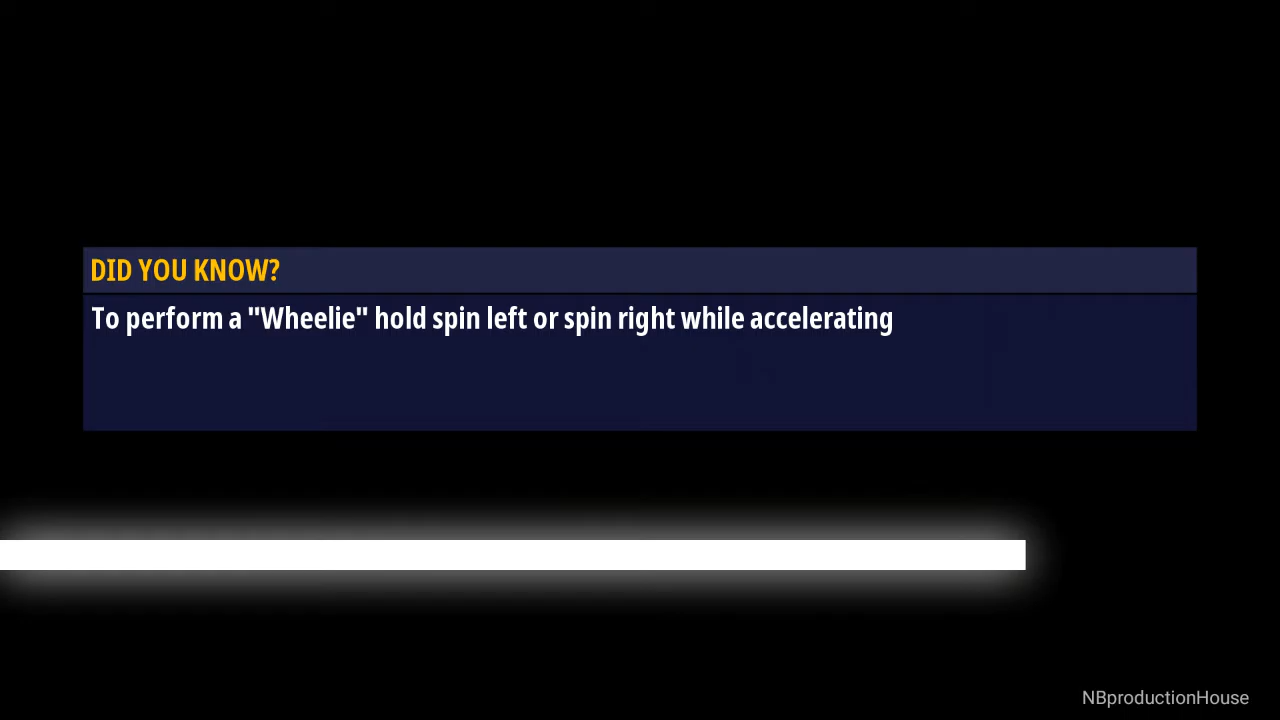 DID YOU KNOW?
To perform a "Wheelie" hold spin left or spin right while accelerating
NBproductionHouse